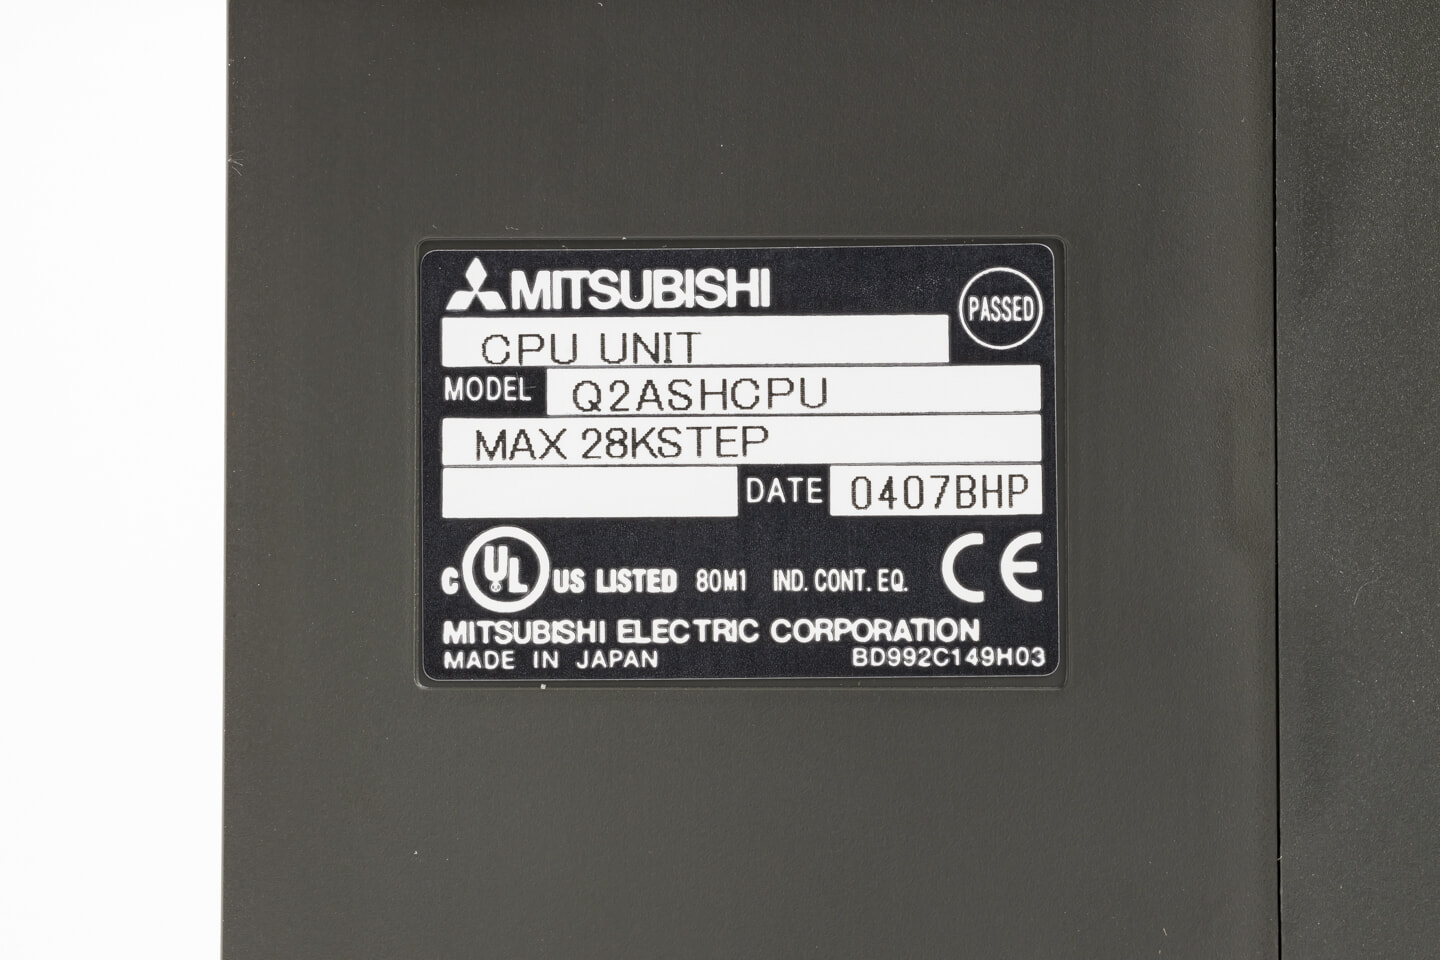 MITSUBISHI
PASSED
CPU UNIT
MODEL Q2ASHCPU
MAX 28KSTEP
DATE 0407BHP
C UL US LISTED 80M1 IND. CONT. EQ. CE
MITSUBISHI ELECTRIC CORPORATION
MADE IN JAPAN BD992C149H03